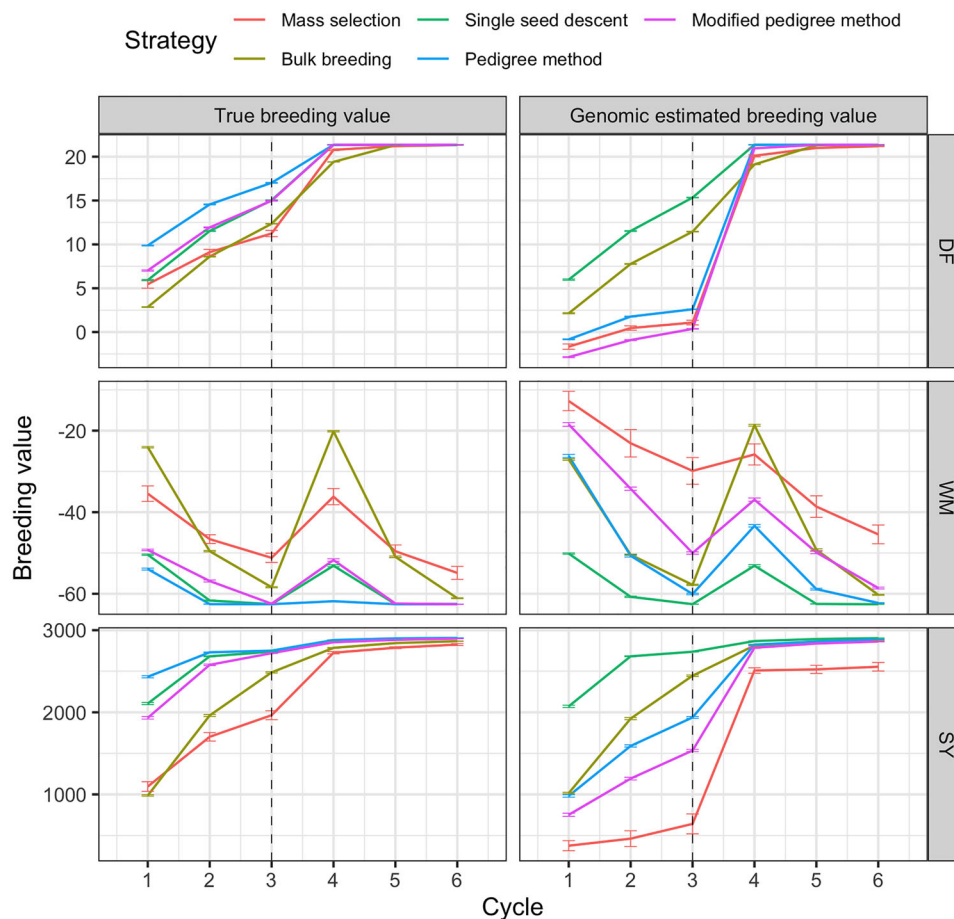 Strategy
Mass selection
Single seed descent
Modified pedigree method
Bulk breeding
Pedigree method
True breeding value
Genomic estimated breeding value
20
15
10
5
0
DF
-20
-40
-60
WM
Breeding value
3000
2000
1000
SY
1 2 3 4 5 6
1 2 3 4 5 6
Cycle